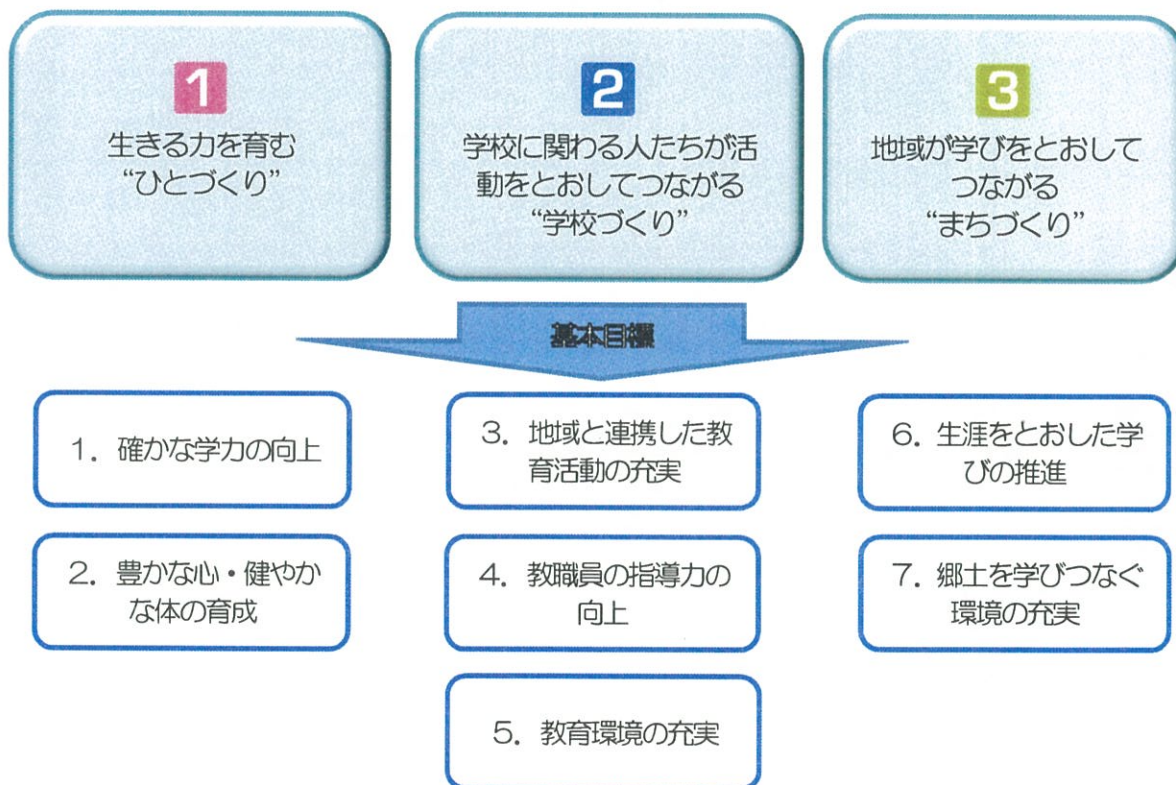 1
生きる力を育む
“ひとづくり”
2
学校に関わる人たちが活
動をとおしてつながる
“学校づくり”
3
地域が学びをとおして
つながる
“まちづくり”
基本目標
1．確かな学力の向上
2．豊かな心・健やか
な体の育成
3．地域と連携した教
育活動の充実
4．教職員の指導力の
向上
5．教育環境の充実
6．生涯をとおした学
びの推進
7．郷土を学びつなぐ
環境の充実